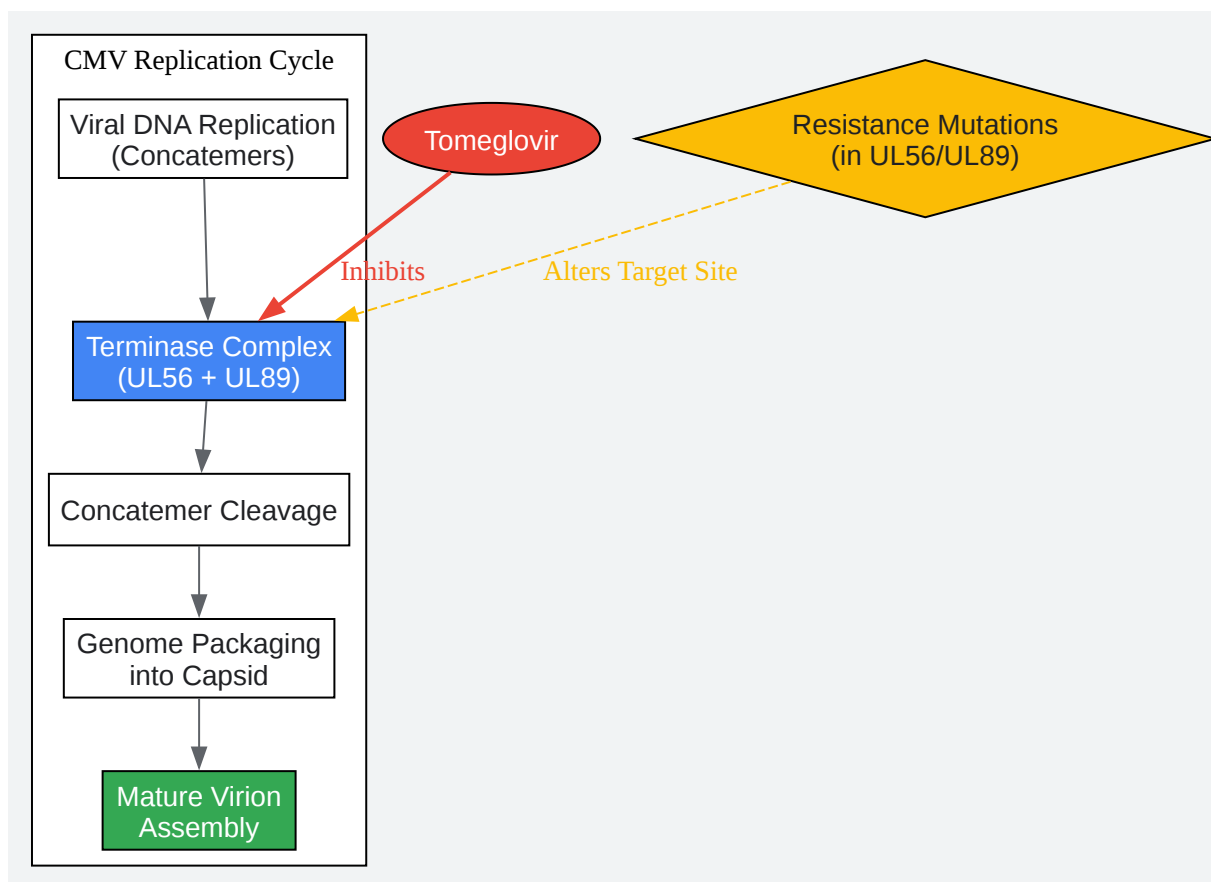 CMV Replication Cycle
Viral DNA Replication
(Concatemers)
Tomeglovir
Resistance Mutations
(in UL56/UL89)
Inhibits
Alters Target Site
Terminase Complex
(UL56 + UL89)
Concatemer Cleavage
Genome Packaging
into Capsid
Mature Virion
Assembly